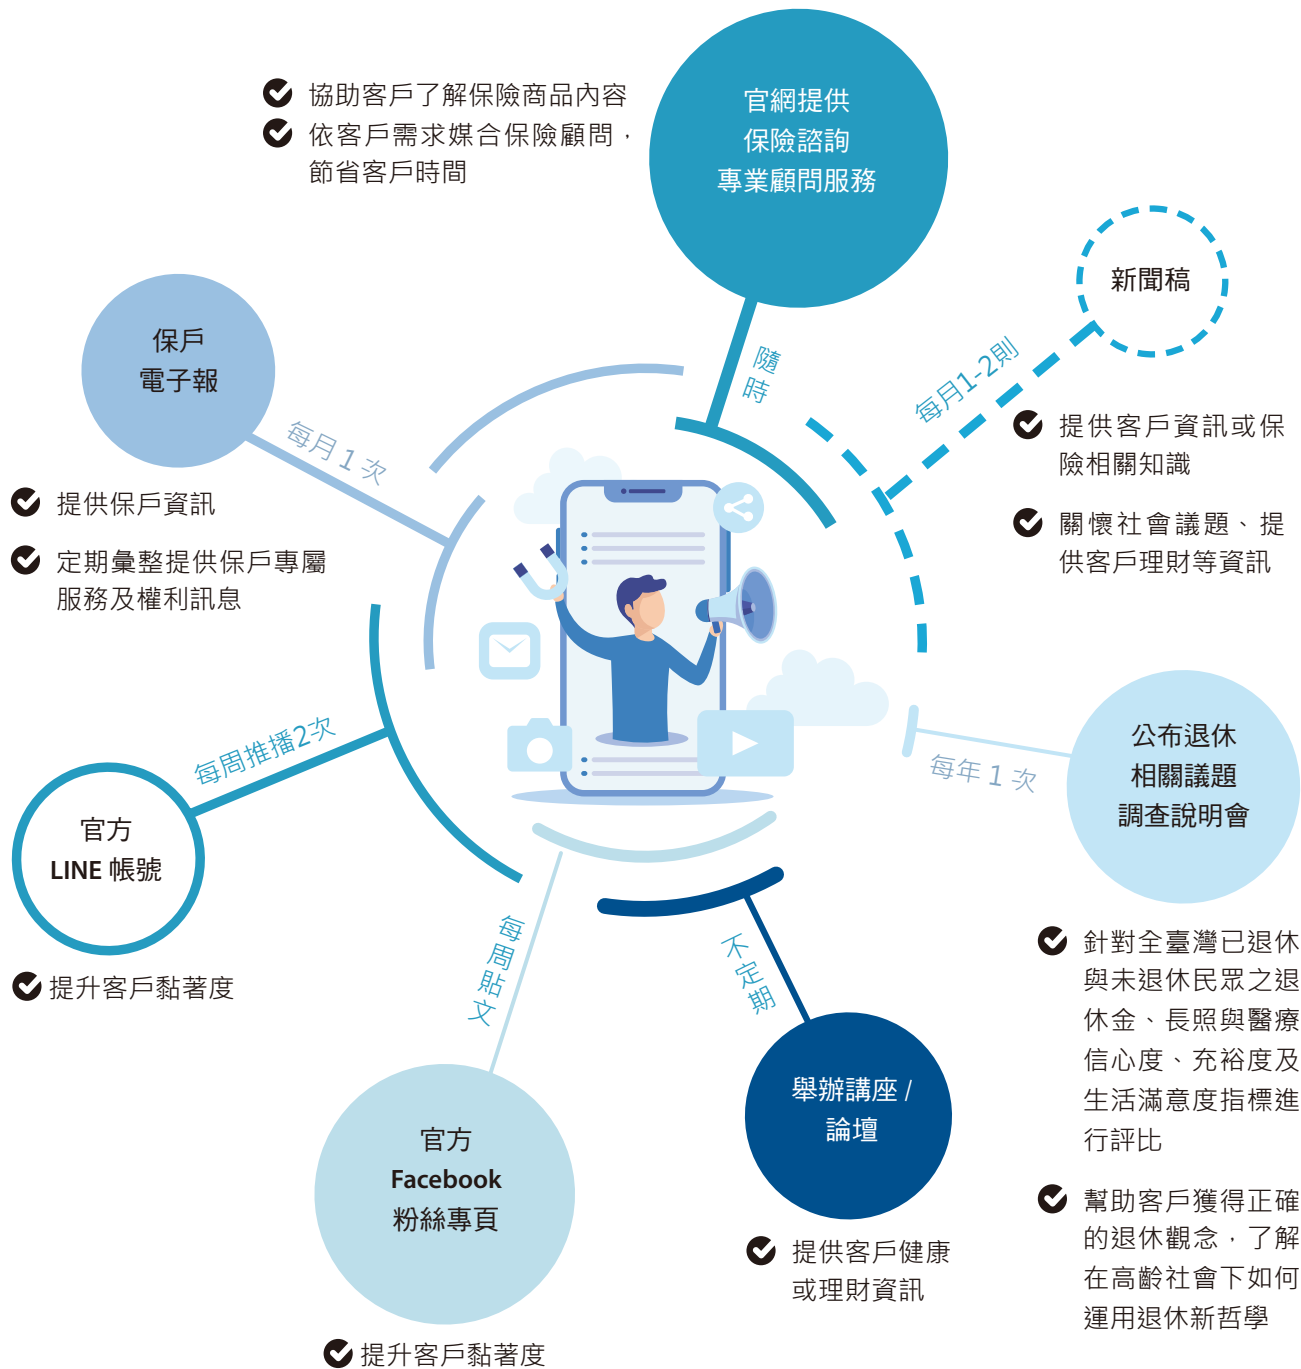 協助客戶了解保險商品內容
依客戶需求媒合保險顧問，
節省客戶時間
官網提供
保險諮詢
專業顧問服務
隨時
新聞稿
每月1-2則
提供客戶資訊或保
險相關知識
關懷社會議題、提
供客戶理財等資訊
保戶
電子報
每月 1 次
提供保戶資訊
定期彙整提供保戶專屬
服務及權利訊息
每周推播2次
官方
LINE 帳號
提升客戶黏著度
每年 1 次
公布退休
相關議題
調查說明會
針對全臺灣已退休
與未退休民眾之退
休金、長照與醫療
信心度、充裕度及
生活滿意度指標進
行評比
幫助客戶獲得正確
的退休觀念，了解
在高齡社會下如何
運用退休新哲學
每周貼文
官方
Facebook
粉絲專頁
提升客戶黏著度
不定期
舉辦講座 /
論壇
提供客戶健康
或理財資訊